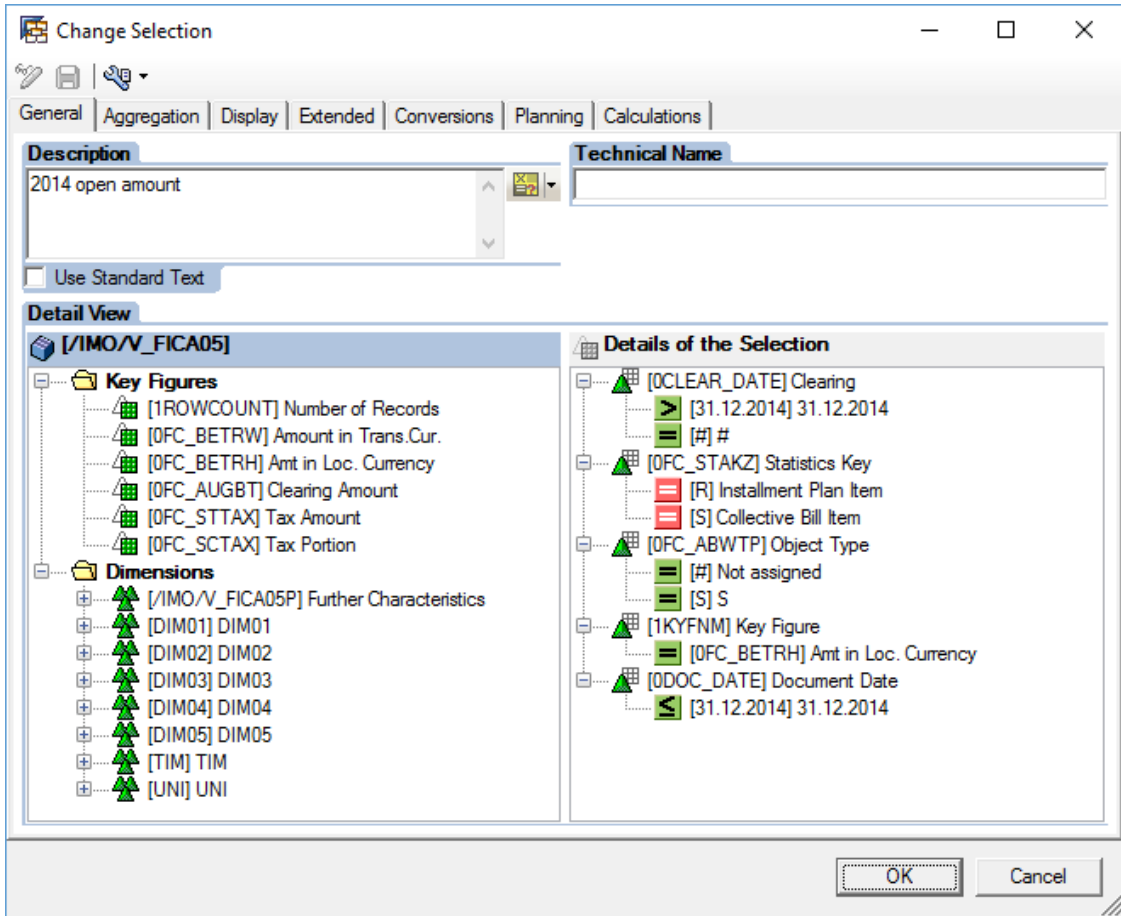 Change Selection
General Aggregation Display Extended Conversions Planning Calculations
Description
2014 open amount
Technical Name
Use Standard Text
Detail View
[/IMO/V_FICA05]
Key Figures
[1ROWCOUNT] Number of Records
[0FC_BETRW] Amount in Trans.Cur.
[0FC_BETRH] Amt in Loc. Currency
[0FC_AUGBT] Clearing Amount
[0FC_STTAX] Tax Amount
[0FC_SCTAX] Tax Portion
Dimensions
[/IMO/V_FICA05P] Further Characteristics
[DIM01] DIM01
[DIM02] DIM02
[DIM03] DIM03
[DIM04] DIM04
[DIM05] DIM05
[TIM] TIM
[UNI] UNI
Details of the Selection
[0CLEAR_DATE] Clearing
> [31.12.2014] 31.12.2014
= [#] #
[0FC_STAKZ] Statistics Key
= [R] Installment Plan Item
= [S] Collective Bill Item
[0FC_ABWTP] Object Type
= [#] Not assigned
= [S] S
[1KYFNM] Key Figure
= [0FC_BETRH] Amt in Loc. Currency
[0DOC_DATE] Document Date
≤ [31.12.2014] 31.12.2014
OK Cancel